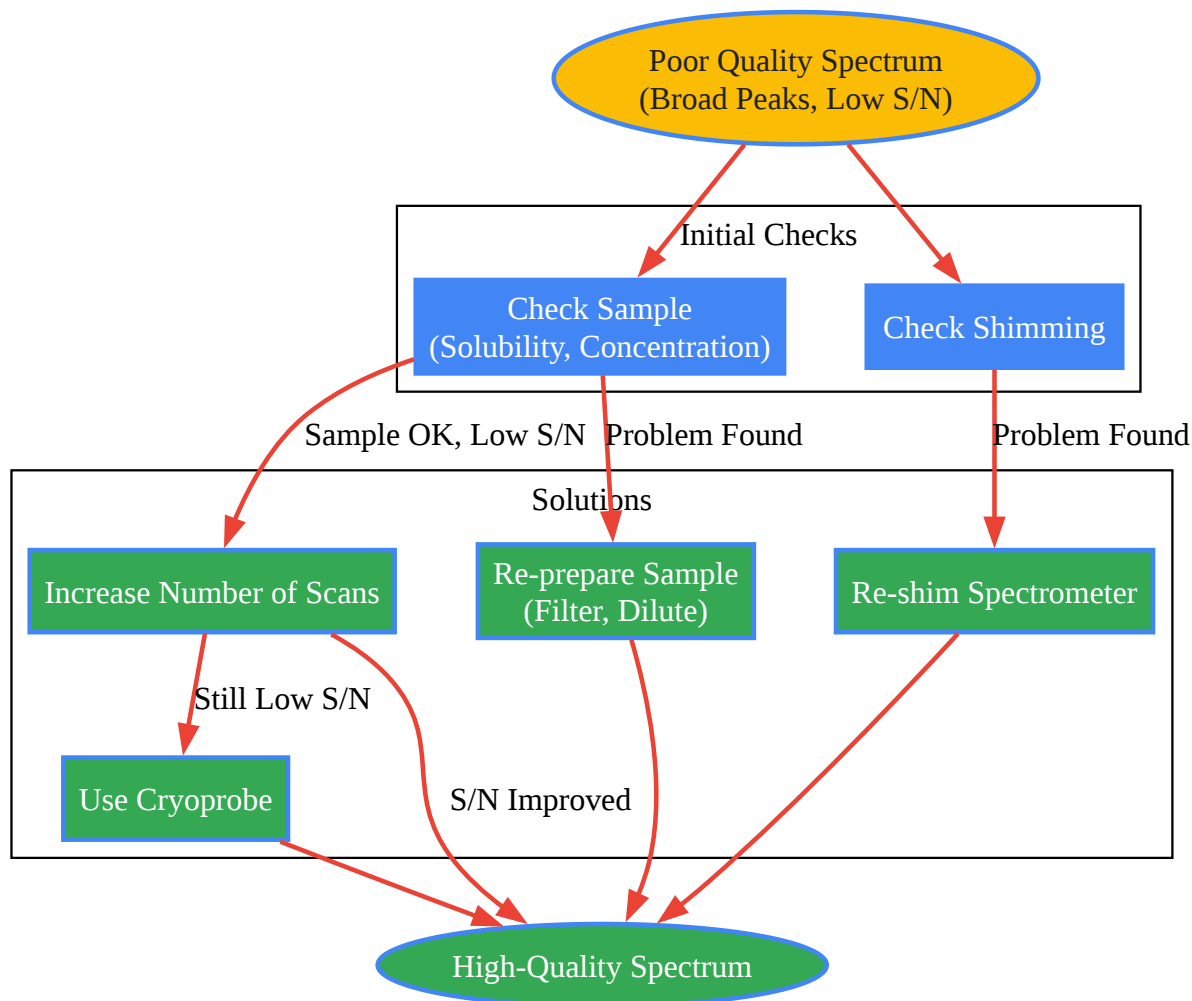 Poor Quality Spectrum
(Broad Peaks, Low S/N)
Initial Checks
Check Sample
(Solubility, Concentration)
Check Shimming
Sample OK, Low S/N
Problem Found
Problem Found
Solutions
Increase Number of Scans
Re-prepare Sample
(Filter, Dilute)
Re-shim Spectrometer
Still Low S/N
Use Cryoprobe
S/N Improved
High-Quality Spectrum